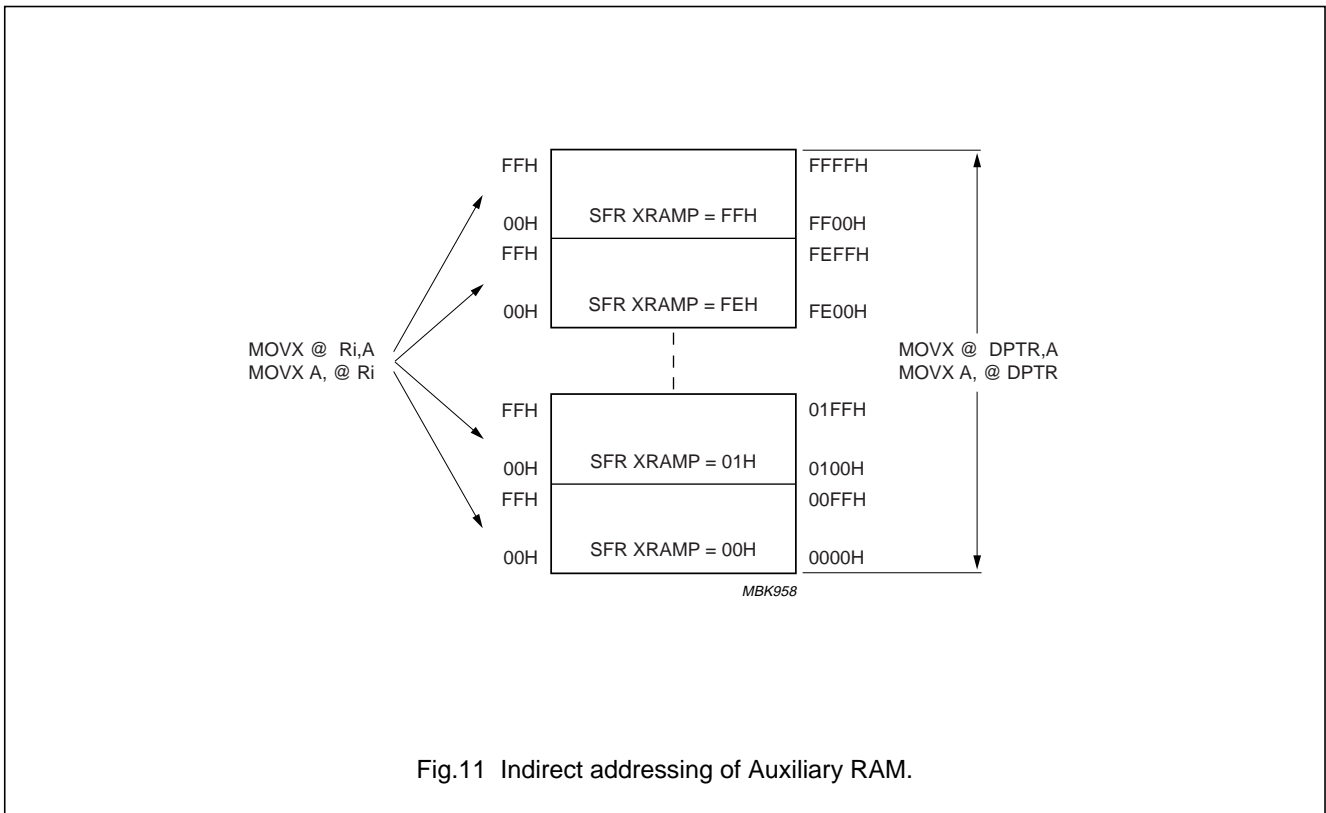 FFH
FFFFH
00H
SFR XRAMP = FFH
FF00H
FFH
FEFFH
00H
SFR XRAMP = FEH
FE00H
MOVX @ Ri,A
MOVX A, @ Ri
MOVX @ DPTR,A
MOVX A, @ DPTR
FFH
01FFH
00H
SFR XRAMP = 01H
0100H
FFH
00FFH
00H
SFR XRAMP = 00H
0000H
MBK958
Fig.11 Indirect addressing of Auxiliary RAM.